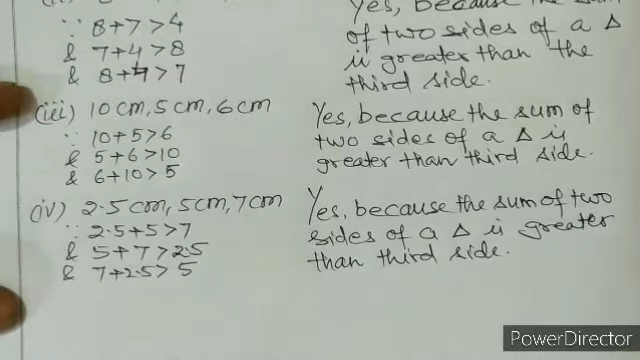 Yes, because
∵ 8+7>4
of two sides of a Δ
& 7+4>8
is greater than the
& 8+4>7
third side.
(iii) 10 cm, 5 cm, 6 cm
Yes, because the sum of
∵ 10+5>6
two sides of a Δ is
& 5+6>10
greater than third side.
& 6+10>5
(iv) 2.5 cm, 5 cm, 7 cm
Yes, because the sum of two
∵ 2.5+5>7
sides of a Δ is greater
& 5+7>2.5
than third side.
& 7+2.5>5
PowerDirector